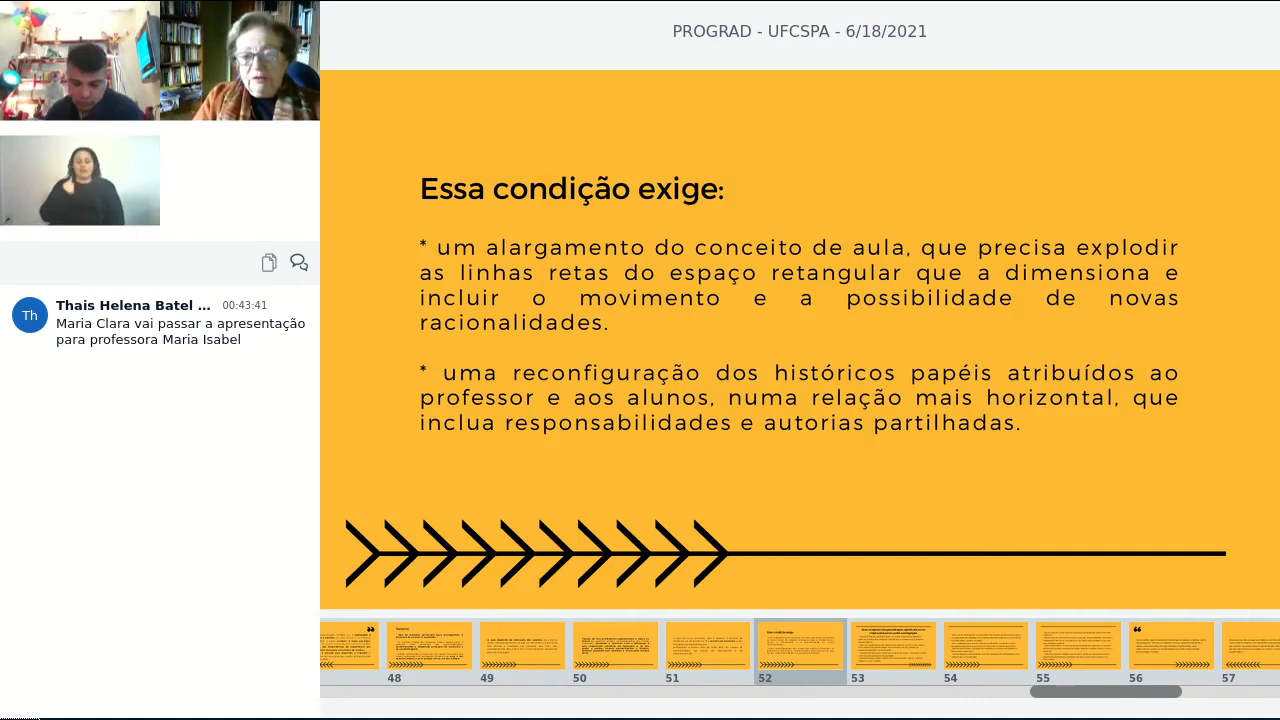 PROGRAD - UFCSPA - 6/18/2021
Essa condição exige:
* um alargamento do conceito de aula, que precisa explodir
as linhas retas do espaço retangular que a dimensiona e
incluir o movimento e a possibilidade de novas
racionalidades.
* uma reconfiguração dos históricos papéis atribuídos ao
professor e aos alunos, numa relação mais horizontal, que
inclua responsabilidades e autorias partilhadas.
Th
Thais Helena Batel ... 00:43:41
Maria Clara vai passar a apresentação
para professora Maria Isabel
48 49 50 51 52 53 54 55 56 57